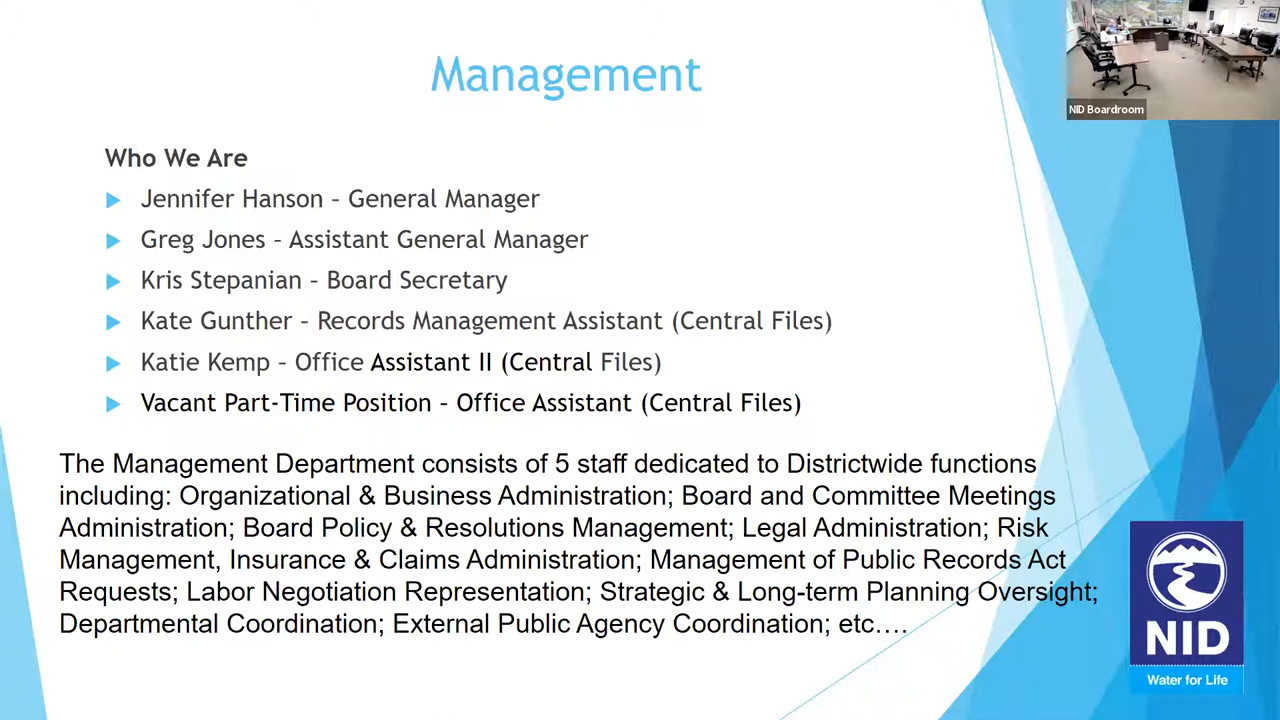 Management
NID Boardroom
Who We Are
Jennifer Hanson – General Manager
Greg Jones – Assistant General Manager
Kris Stepanian – Board Secretary
Kate Gunther – Records Management Assistant (Central Files)
Katie Kemp – Office Assistant II (Central Files)
Vacant Part-Time Position – Office Assistant (Central Files)
The Management Department consists of 5 staff dedicated to Districtwide functions
including: Organizational & Business Administration; Board and Committee Meetings
Administration; Board Policy & Resolutions Management; Legal Administration; Risk
Management, Insurance & Claims Administration; Management of Public Records Act
Requests; Labor Negotiation Representation; Strategic & Long-term Planning Oversight;
Departmental Coordination; External Public Agency Coordination; etc….
NID
Water for Life